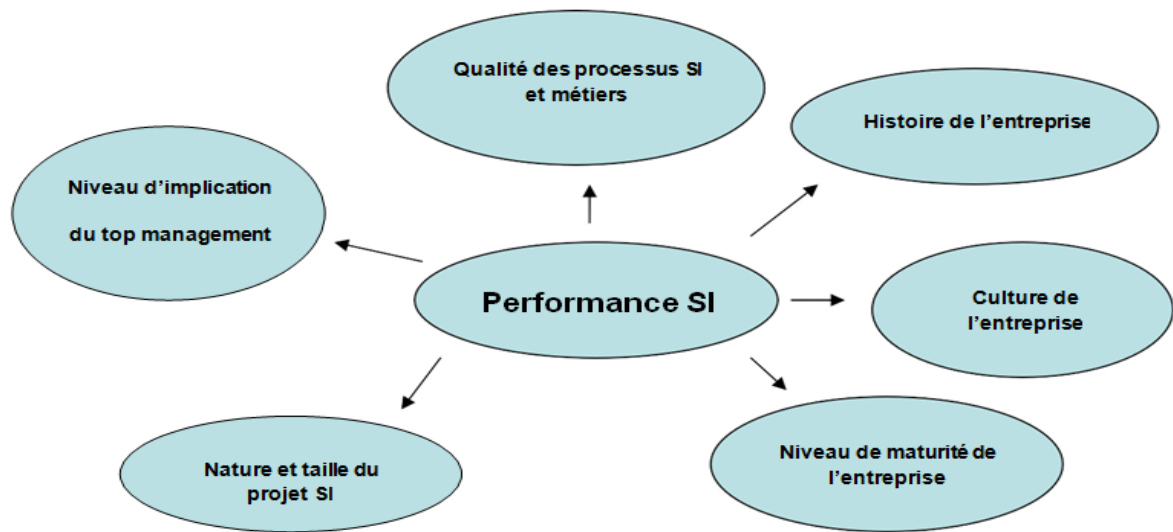 Qualité des processus SI
et métiers
Histoire de l'entreprise
Niveau d'implication
du top management
Performance SI
Culture de
l'entreprise
Nature et taille du
projet SI
Niveau de maturité de
l'entreprise